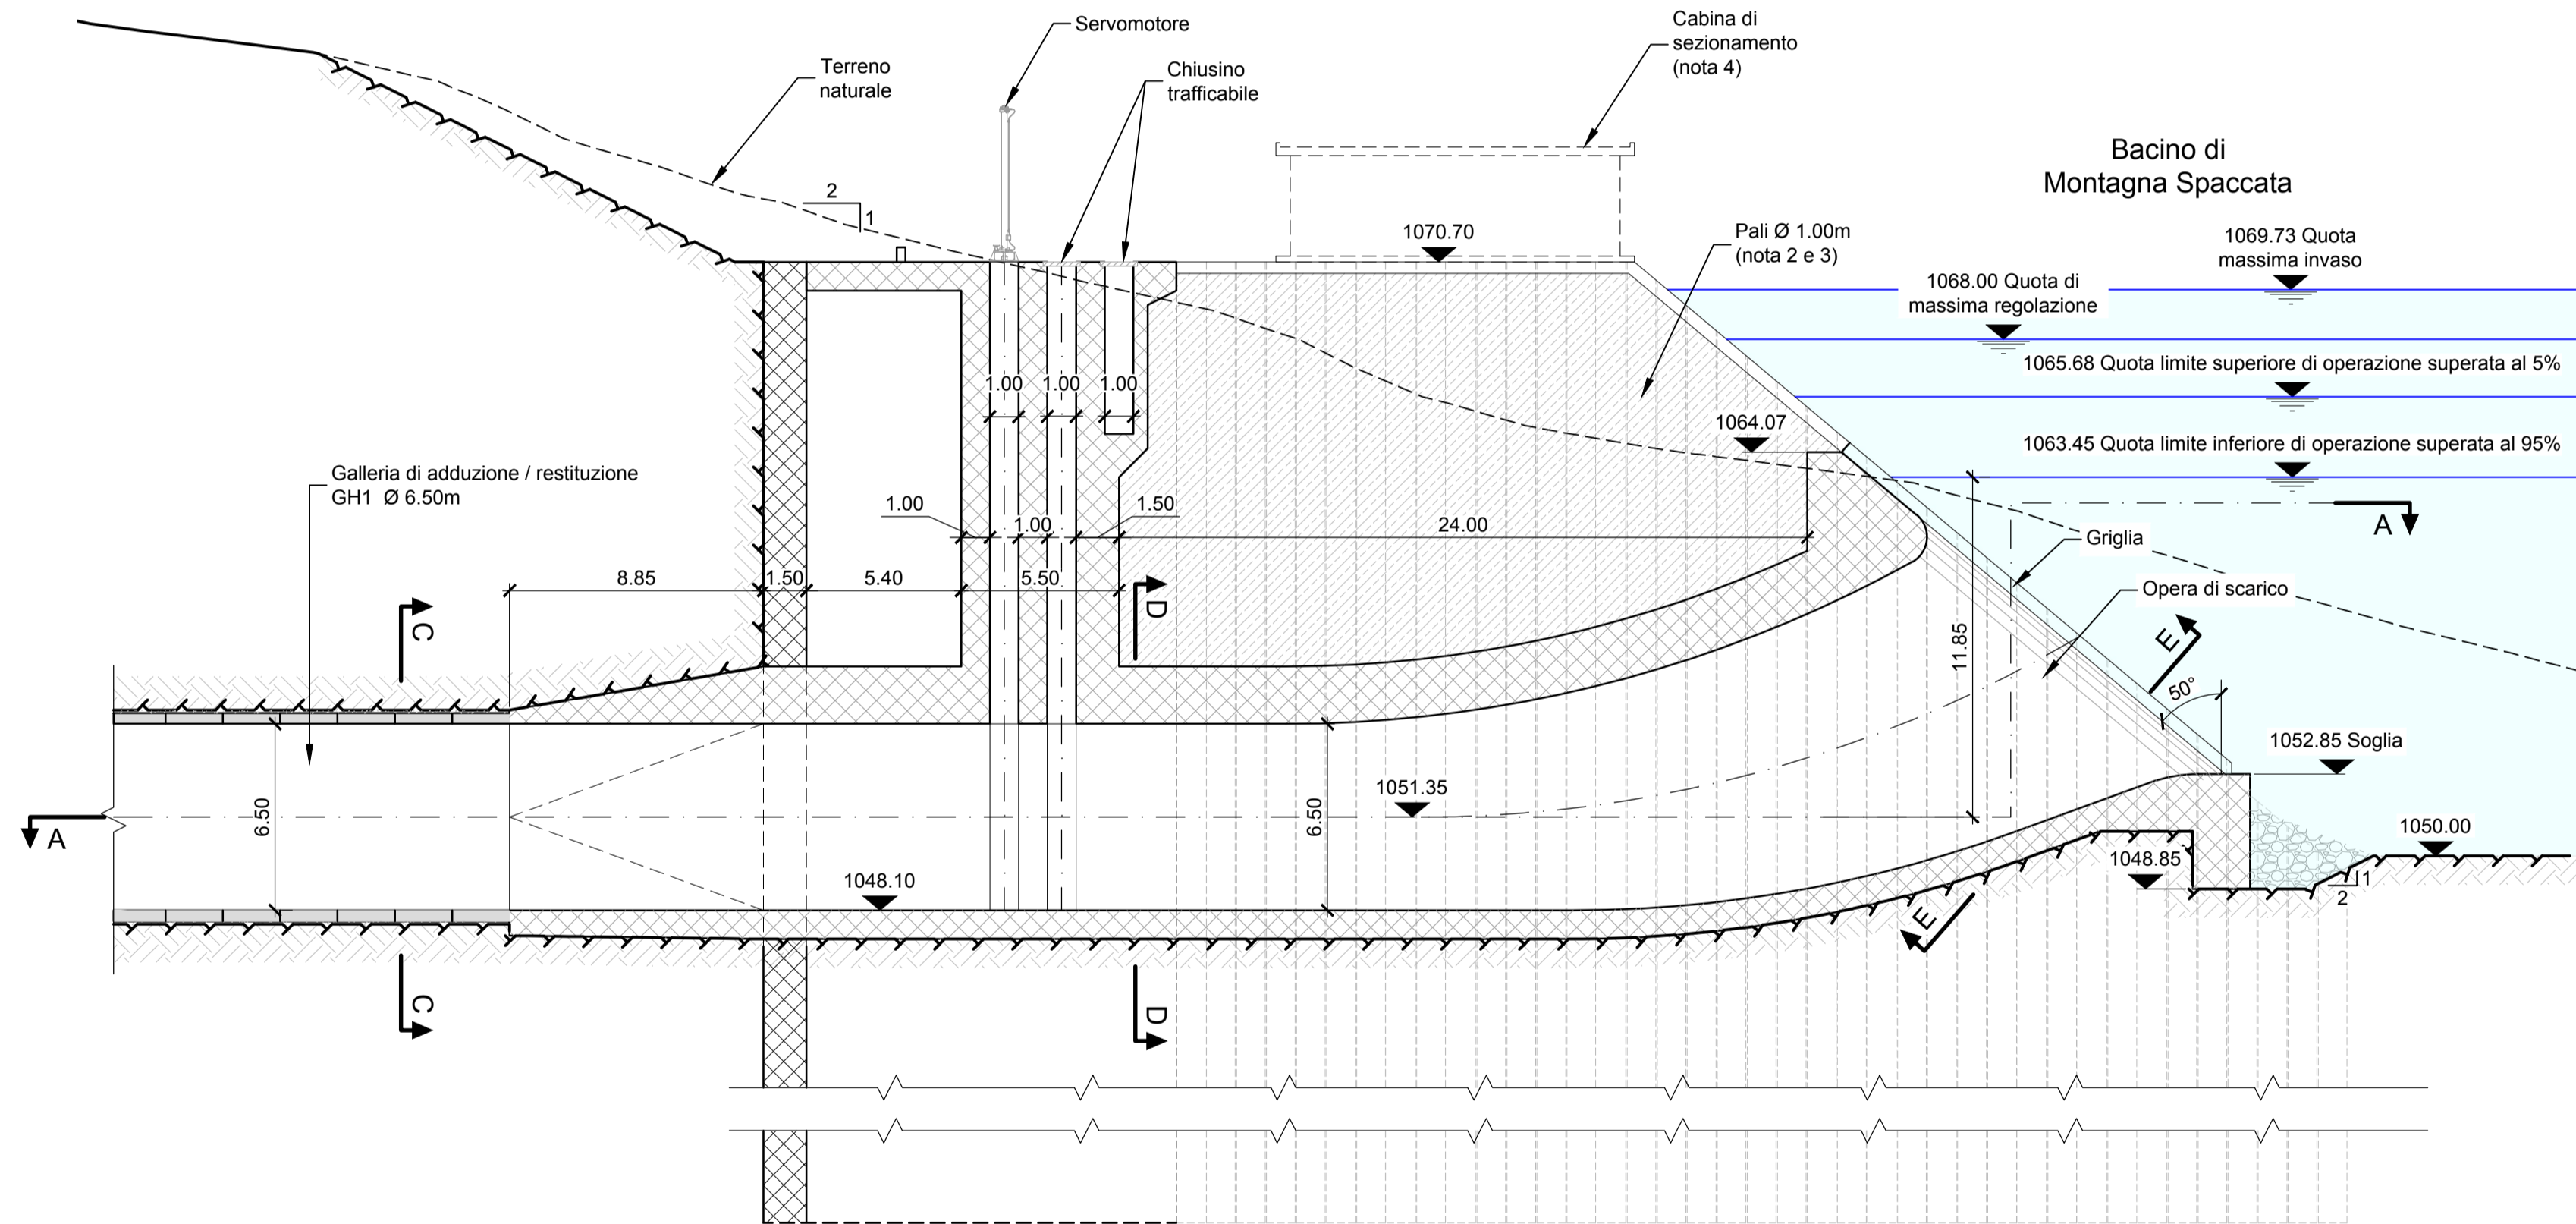 Servomotore
Cabina di
sezionamento
(nota 4)
Terreno
naturale
Chiusino
trafficabile
Bacino di
Montagna Spaccata
2
1
1070.70
Pali Ø 1.00m
(nota 2 e 3)
1069.73 Quota
massima invaso
1068.00 Quota di
massima regolazione
1065.68 Quota limite superiore di operazione superata al 5%
1.00
1.00
1.00
1064.07
1063.45 Quota limite inferiore di operazione superata al 95%
Galleria di adduzione / restituzione
GH1 Ø 6.50m
1.00
1.00
1.50
24.00
A
Griglia
8.85
1.50
5.40
5.50
Opera di scarico
C
D
E
11.85
50°
1052.85 Soglia
6.50
6.50
1051.35
A
1050.00
1048.10
1048.85
1
2
E
C
D